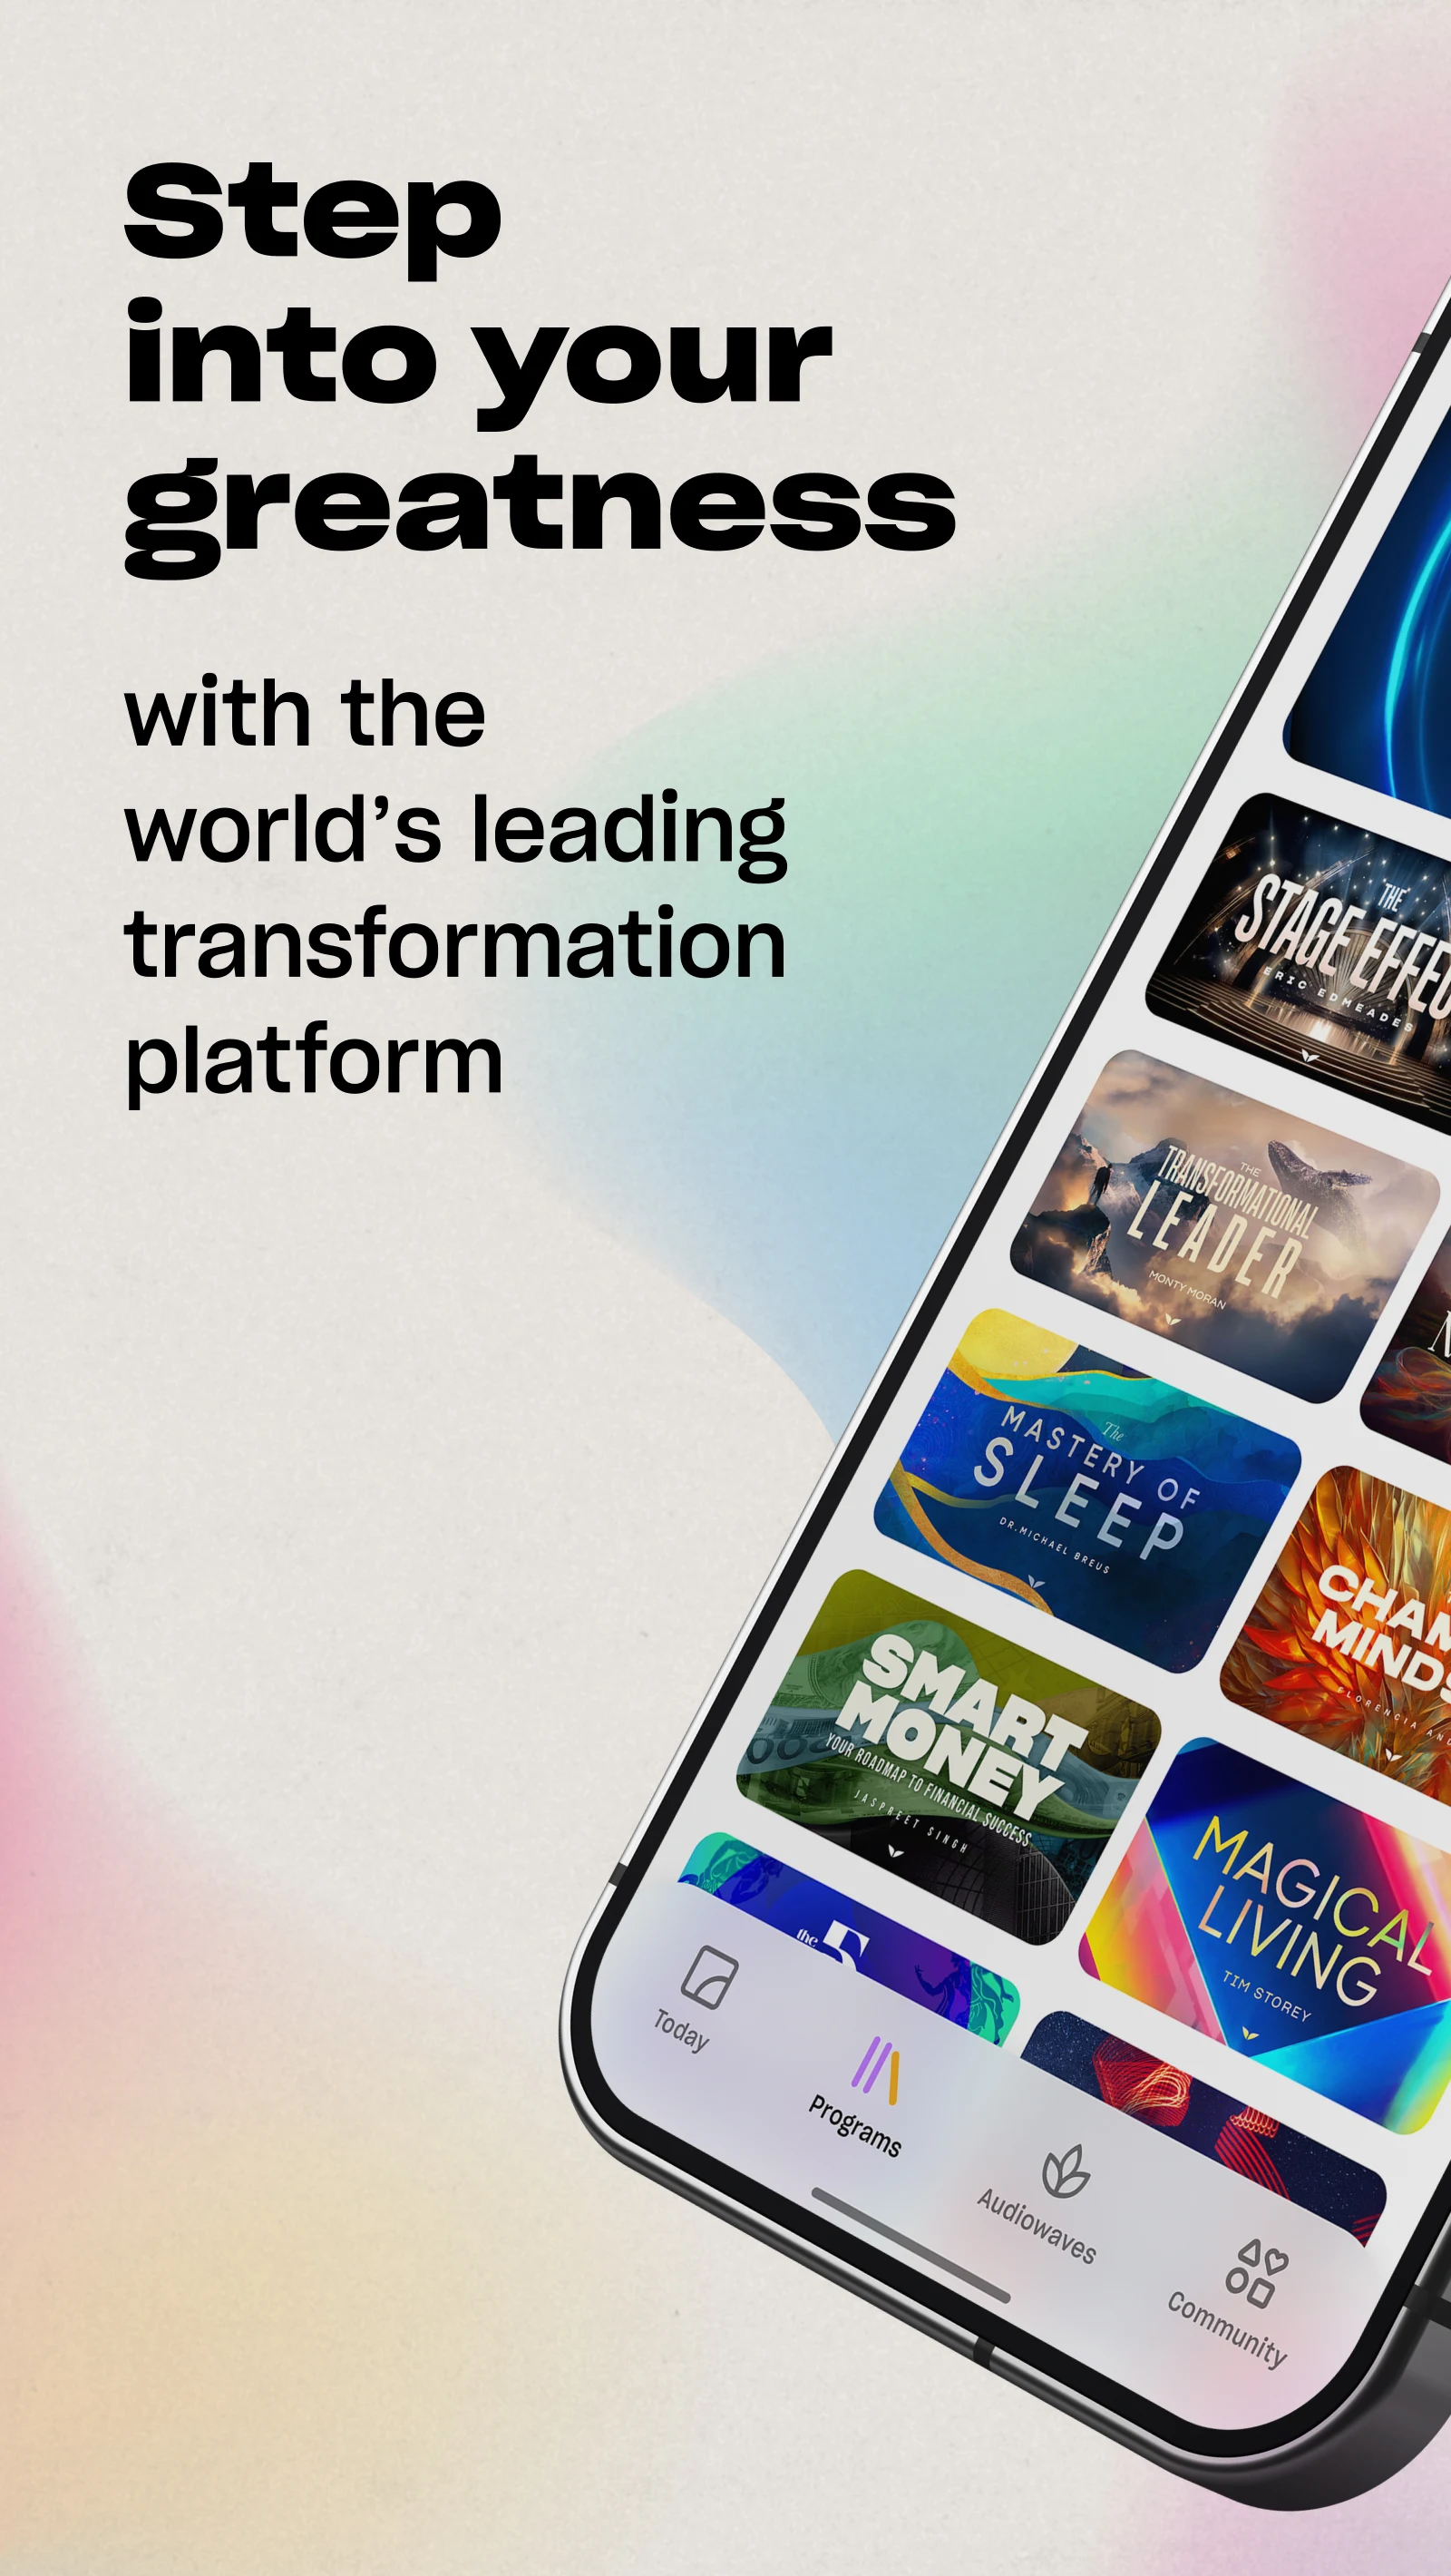 Step
into your
greatness
with the
world’s leading
transformation
platform
THE
STAGE
ERIC EDMEADES
THE
TRANSFORMATIONAL
LEADER
MONTY MORAN
The
MASTERY OF
SLEEP
DR.MICHAEL BREUS
SMART
MONEY
YOUR ROADMAP TO FINANCIAL SUCCESS
JASPREET SINGH
MAGICAL
LIVING
TIM STOREY
the
Today
Programs
Audiowaves
Community